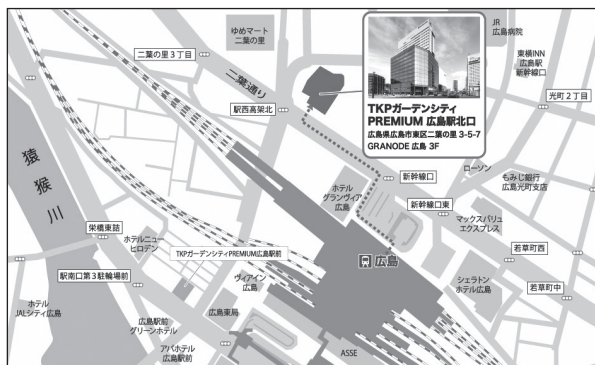 ゆめマート
二葉の里
JR
広島病院
東横INN
広島駅
新幹線口
二葉の里3丁目
二葉通り
光町2丁目
駅西高架北
TKPガーデンシティ
PREMIUM 広島駅北口
広島県広島市東区二葉の里 3-5-7
GRANODE 広島 3F
猿猴川
ローソン
新幹線口
もみじ銀行
広島光町支店
ホテル
グランヴィア
広島
新幹線口東
マックスバリュ
エクスプレス
栄橋東詰
ホテルニュー
ヒロデン
TKPガーデンシティPREMIUM広島駅前
広島
若草町西
駅南口第3駐輪場前
ヴィアイン
広島
シェラトン
ホテル広島
若草町中
ホテル
JALシティ広島
広島駅前
グリーンホテル
広島東局
アパホテル
広島駅前
ASSE